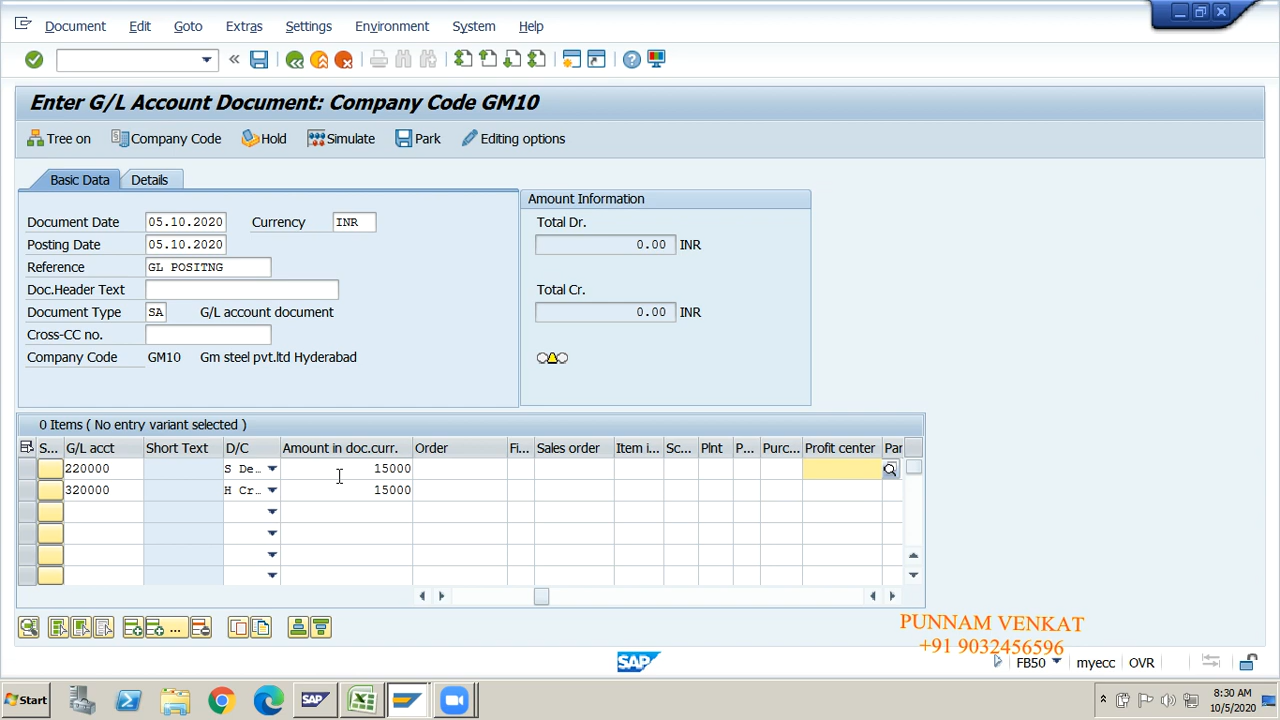 Document Edit Goto Extras Settings Environment System Help
Enter G/L Account Document: Company Code GM10
Tree on Company Code Hold Simulate Park Editing options
Basic Data Details
Amount Information
Document Date 05.10.2020 Currency INR
Total Dr.
Posting Date 05.10.2020
0.00 INR
Reference GL POSITNG
Doc.Header Text
Total Cr.
Document Type SA G/L account document
0.00 INR
Cross-CC no.
Company Code GM10 Gm steel pvt.ltd Hyderabad
0 Items ( No entry variant selected )
S... G/L acct Short Text D/C Amount in doc.curr. Order Fi... Sales order Item i... Sc... Plnt P... Purc... Profit center Par
220000 S De... 15000
320000 H Cr... 15000
PUNNAM VENKAT
+91 9032456596
SAP FB50 myecc OVR
Start SAP 8:30 AM
10/5/2020